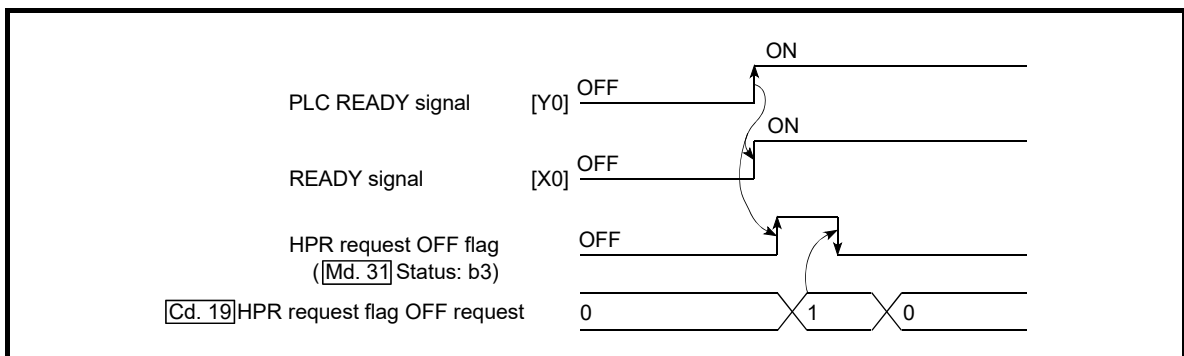 ON
PLC READY signal [Y0] OFF
ON
READY signal [X0] OFF
HPR request OFF flag OFF
( Md. 31 Status: b3)
Cd. 19 HPR request flag OFF request 0 1 0